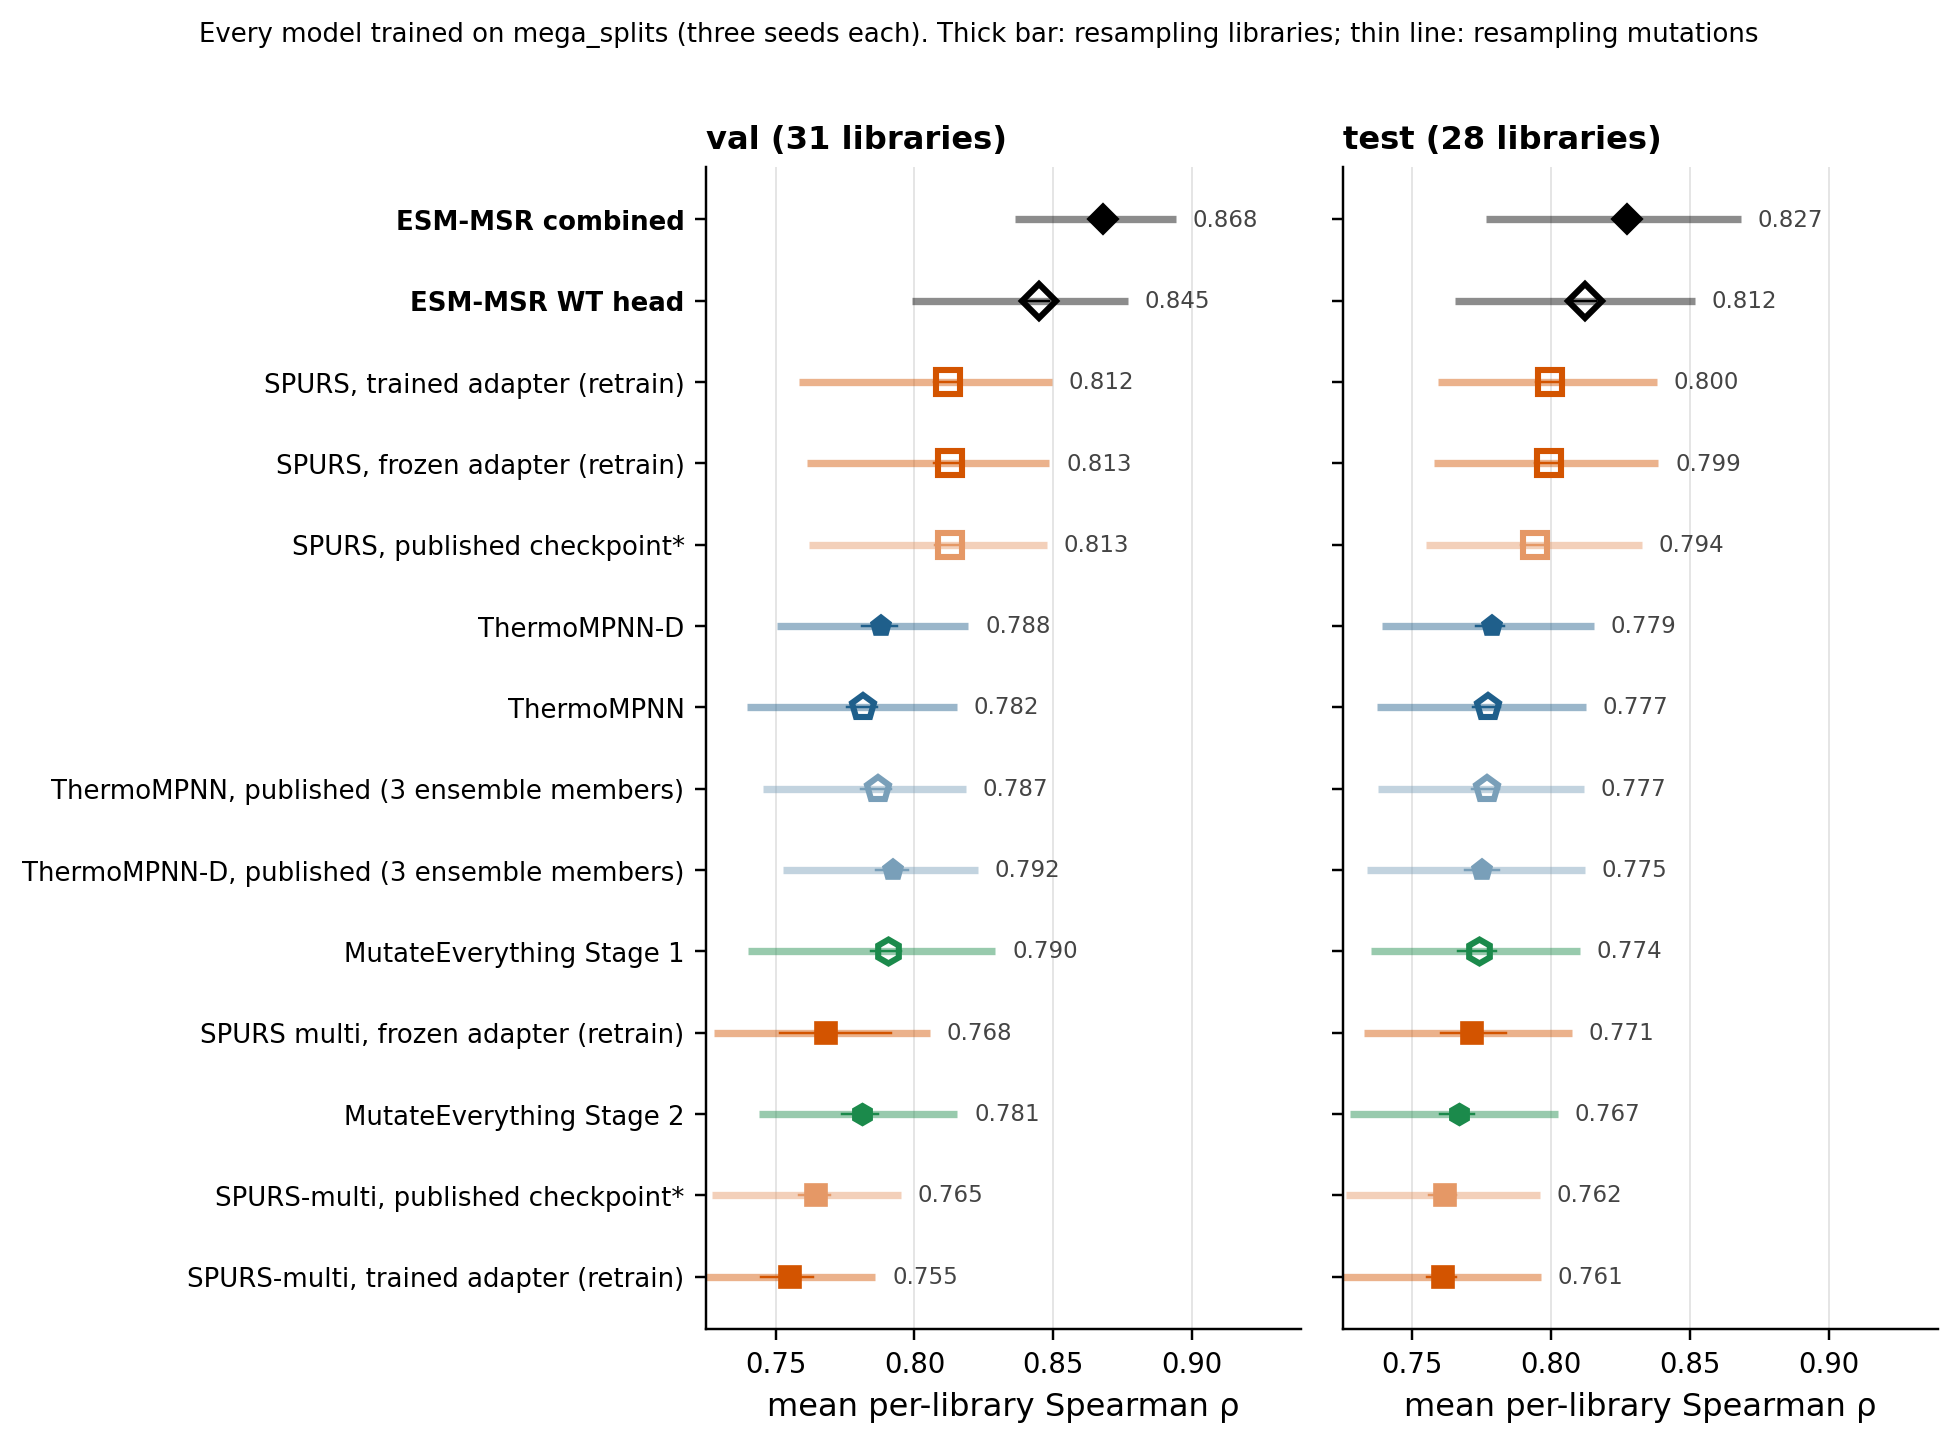 Every model trained on mega_splits (three seeds each). Thick bar: resampling libraries; thin line: resampling mutations
val (31 libraries)
test (28 libraries)
ESM-MSR combined
0.868
0.827
ESM-MSR WT head
0.845
0.812
SPURS, trained adapter (retrain)
0.812
0.800
SPURS, frozen adapter (retrain)
0.813
0.799
SPURS, published checkpoint*
0.813
0.794
ThermoMPNN-D
0.788
0.779
ThermoMPNN
0.782
0.777
ThermoMPNN, published (3 ensemble members)
0.787
0.777
ThermoMPNN-D, published (3 ensemble members)
0.792
0.775
MutateEverything Stage 1
0.790
0.774
SPURS multi, frozen adapter (retrain)
0.768
0.771
MutateEverything Stage 2
0.781
0.767
SPURS-multi, published checkpoint*
0.765
0.762
SPURS-multi, trained adapter (retrain)
0.755
0.761
0.75 0.80 0.85 0.90
0.75 0.80 0.85 0.90
mean per-library Spearman ρ
mean per-library Spearman ρ